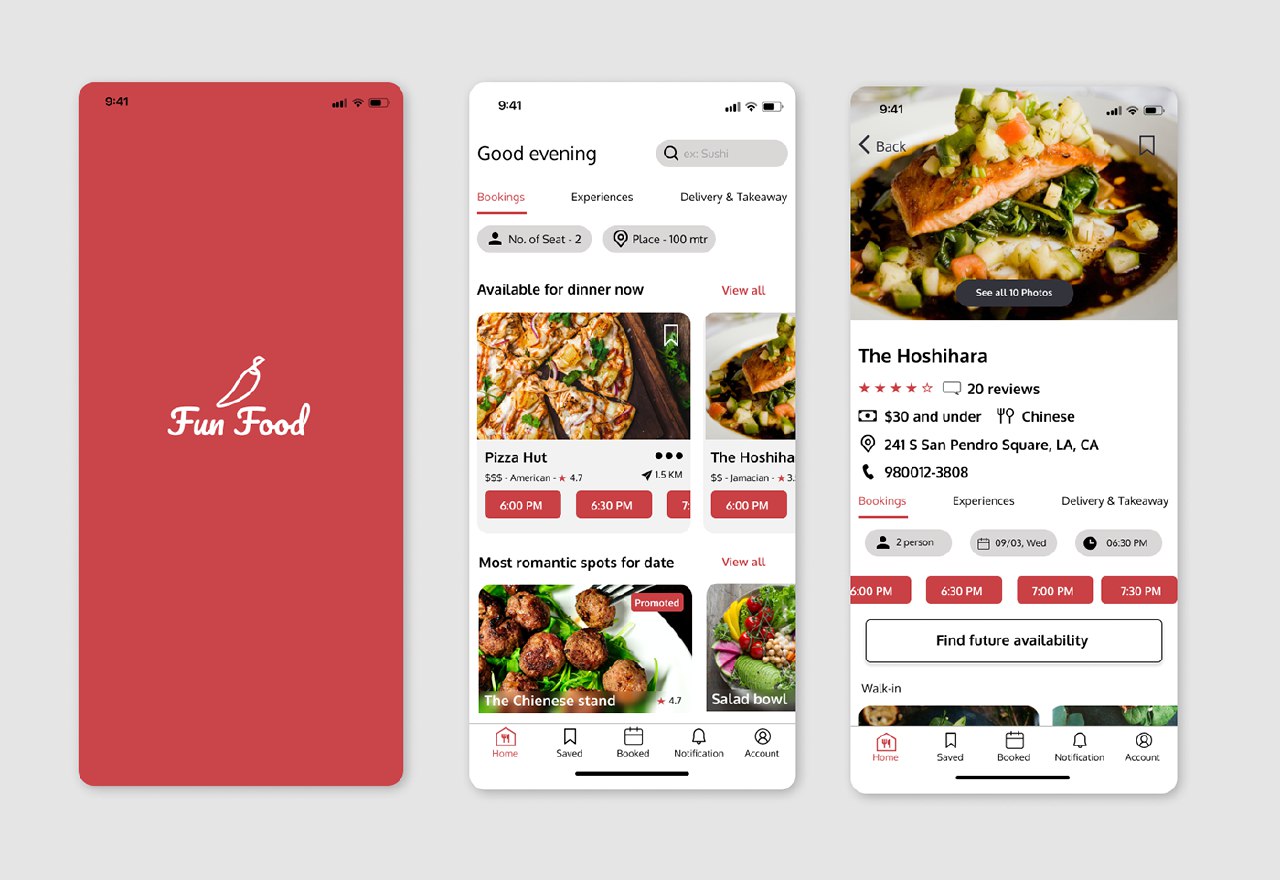 9:41
Fun Food
9:41
Good evening
ex: Sushi
Bookings Experiences Delivery & Takeaway
No. of Seat - 2 Place - 100 mtr
Available for dinner now View all
Pizza Hut
$$$ - American - ★ 4.7 1.5 KM
6:00 PM 6:30 PM 7:
The Hoshiha
$$ - Jamacian - ★ 3.
6:00 PM
Most romantic spots for date View all
Promoted
The Chienese stand ★ 4.7
Salad bowl
Home Saved Booked Notification Account
9:41
Back
See all 10 Photos
The Hoshihara
★ ★ ★ ★ ☆ 20 reviews
$30 and under Chinese
241 S San Pendro Square, LA, CA
980012-3808
Bookings Experiences Delivery & Takeaway
2 person 09/03, Wed 06:30 PM
6:00 PM 6:30 PM 7:00 PM 7:30 PM
Find future availability
Walk-in
Home Saved Booked Notification Account